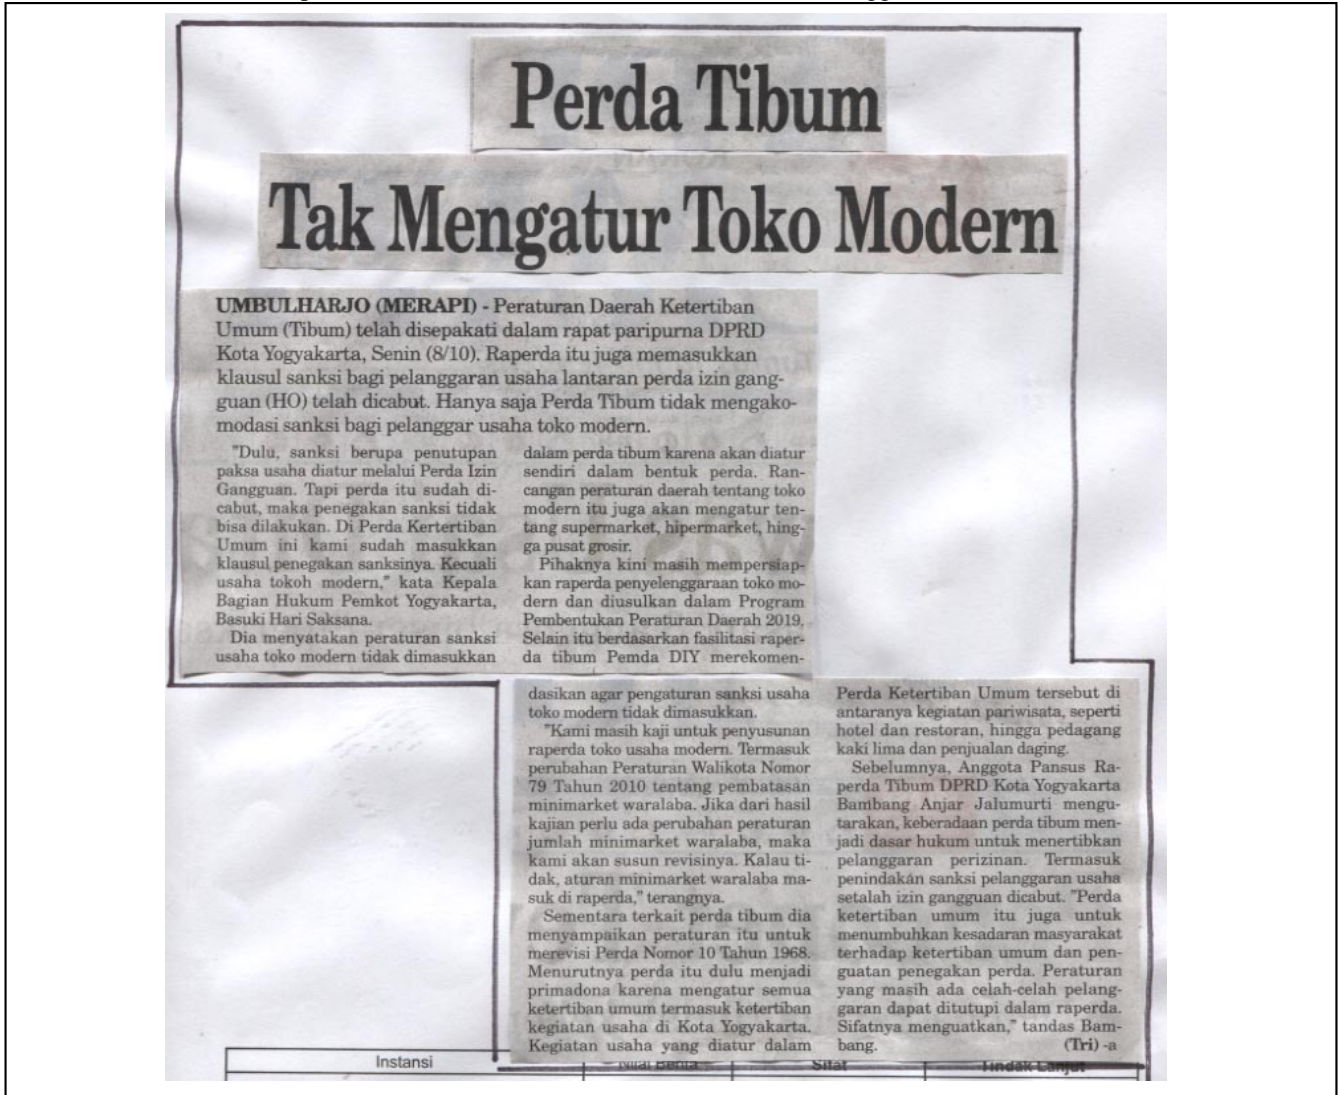 Perda Tibum
Tak Mengatur Toko Modern
UMBULHARJO (MERAPI) - Peraturan Daerah Ketertiban
Umum (Tibum) telah disepakati dalam rapat paripurna DPRD
Kota Yogyakarta, Senin (8/10). Raperda itu juga memasukkan
klausul sanksi bagi pelanggaran usaha lantaran perda izin gang-
guan (HO) telah dicabut. Hanya saja Perda Tibum tidak mengako-
modasi sanksi bagi pelanggar usaha toko modern.
"Dulu, sanksi berupa penutupan
paksa usaha diatur melalui Perda Izin
Gangguan. Tapi perda itu sudah di-
cabut, maka penegakan sanksi tidak
bisa dilakukan. Di Perda Kertertiban
Umum ini kami sudah masukkan
klausul penegakan sanksinya. Kecuali
usaha tokoh modern," kata Kepala
Bagian Hukum Pemkot Yogyakarta,
Basuki Hari Saksana.
Dia menyatakan peraturan sanksi
usaha toko modern tidak dimasukkan
dalam perda tibum karena akan diatur
sendiri dalam bentuk perda. Ran-
cangan peraturan daerah tentang toko
modern itu juga akan mengatur ten-
tang supermarket, hipermarket, hing-
ga pusat grosir.
Pihaknya kini masih mempersiap-
kan raperda penyelenggaraan toko mo-
dern dan diusulkan dalam Program
Pembentukan Peraturan Daerah 2019.
Selain itu berdasarkan fasilitasi raper-
da tibum Pemda DIY merekomen-
dasikan agar pengaturan sanksi usaha
toko modern tidak dimasukkan.
"Kami masih kaji untuk penyusunan
raperda toko usaha modern. Termasuk
perubahan Peraturan Walikota Nomor
79 Tahun 2010 tentang pembatasan
minimarket waralaba. Jika dari hasil
kajian perlu ada perubahan peraturan
jumlah minimarket waralaba, maka
kami akan susun revisinya. Kalau ti-
dak, aturan minimarket waralaba ma-
suk di raperda," terangnya.
Sementara terkait perda tibum dia
menyampaikan peraturan itu untuk
merevisi Perda Nomor 10 Tahun 1968.
Menurutnya perda itu dulu menjadi
primadona karena mengatur semua
ketertiban umum termasuk ketertiban
kegiatan usaha di Kota Yogyakarta.
Kegiatan usaha yang diatur dalam
Perda Ketertiban Umum tersebut di
antaranya kegiatan pariwisata, seperti
hotel dan restoran, hingga pedagang
kaki lima dan penjualan daging.
Sebelumnya, Anggota Pansus Ra-
perda Tibum DPRD Kota Yogyakarta
Bambang Anjar Jalumurti mengu-
tarakan, keberadaan perda tibum men-
jadi dasar hukum untuk menertibkan
pelanggaran perizinan. Termasuk
penindakan sanksi pelanggaran usaha
setalah izin gangguan dicabut. "Perda
ketertiban umum itu juga untuk
menumbuhkan kesadaran masyarakat
terhadap ketertiban umum dan pen-
guatan penegakan perda. Peraturan
yang masih ada celah-celah pelang-
garan dapat ditutupi dalam raperda.
Sifatnya menguatkan," tandas Bam-
bang. (Tri) -a
Instansi Nilai Berita Sifat Tindak Lanjut